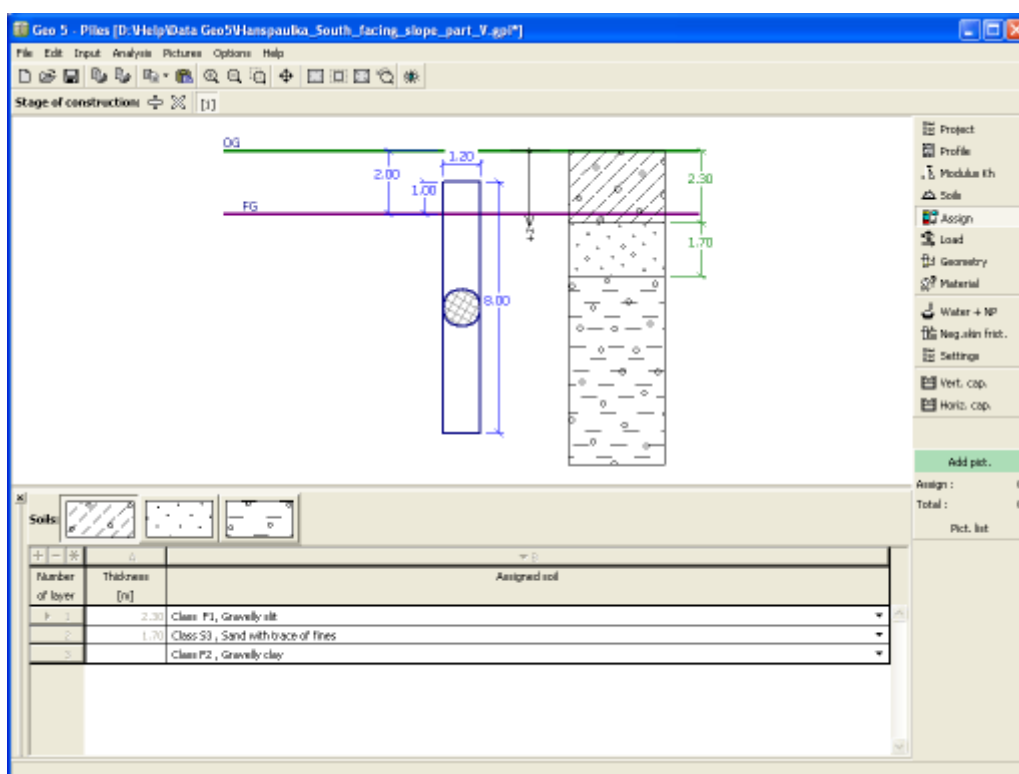 Geo 5 - Piles [D:\Help\Data Geo5\Hanspaulka_South_facing_slope_part_V.gpl*]
File Edit Input Analysis Pictures Options Help
Stage of construction: [1]
OG
1.20
2.00
1.00
FG
+z
8.00
2.30
1.70
Project
Profile
Modulus Kh
Soils
Assign
Load
Geometry
Material
Water + NP
Neg.skin frict.
Settings
Vert. cap.
Horiz. cap.
Add pict.
Assign :
Total :
Pict. list
Soils:
A B
Number of layer
Thickness [m]
Assigned soil
1 2.30 Class F1, Gravelly silt
2 1.70 Class S3 , Sand with trace of fines
3 Class F2 , Gravelly clay